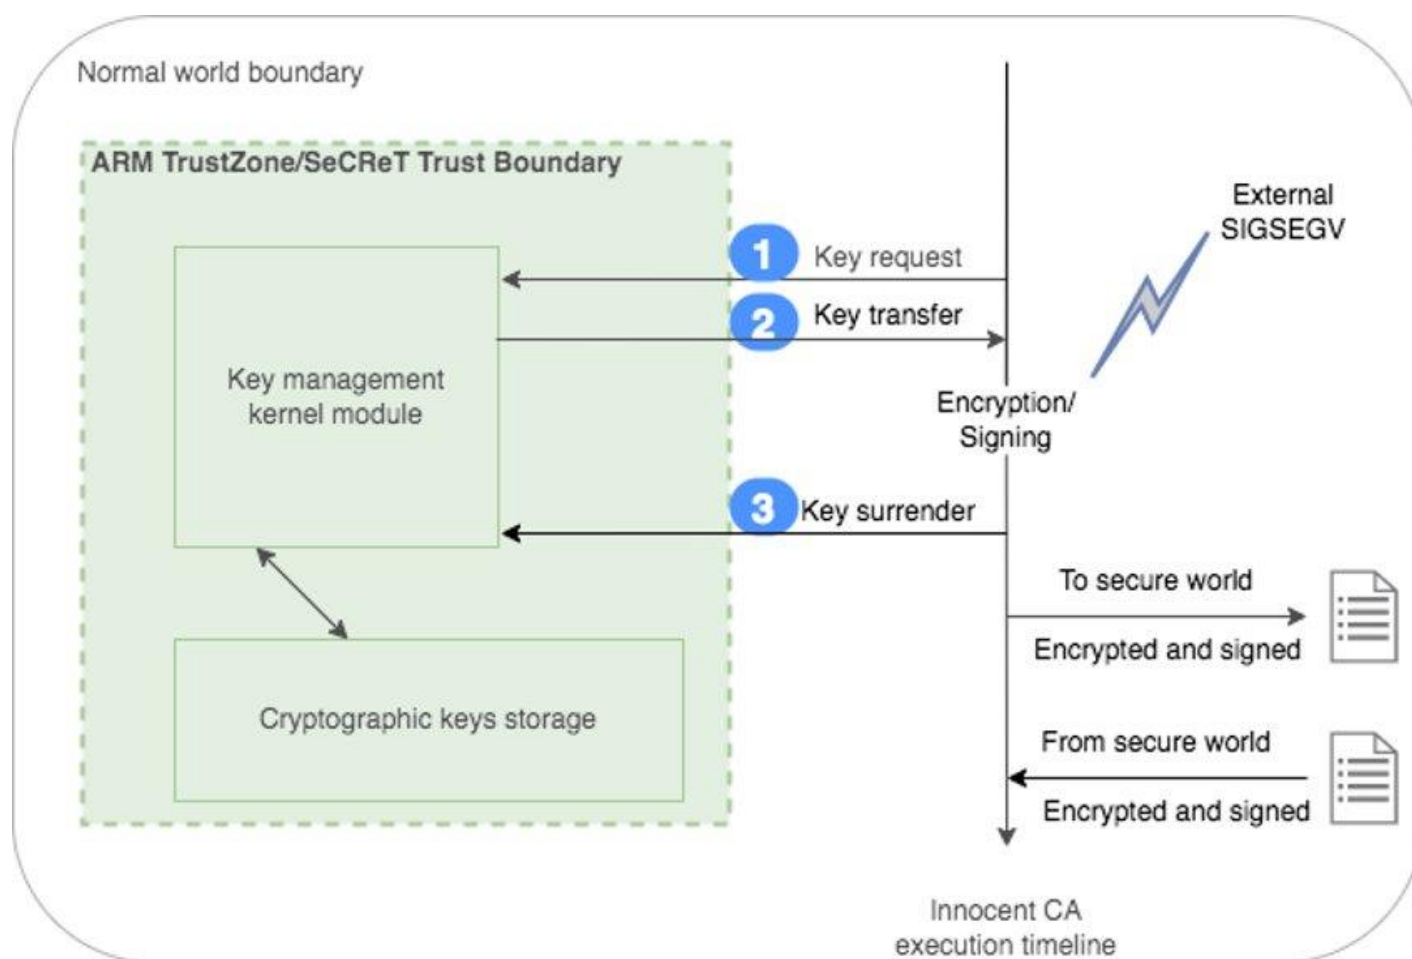 Normal world boundary
ARM TrustZone/SeCReT Trust Boundary
External
SIGSEGV
1 Key request
2 Key transfer
Key management
kernel module
Encryption/
Signing
3 Key surrender
To secure world
Encrypted and signed
Cryptographic keys storage
From secure world
Encrypted and signed
Innocent CA
execution timeline